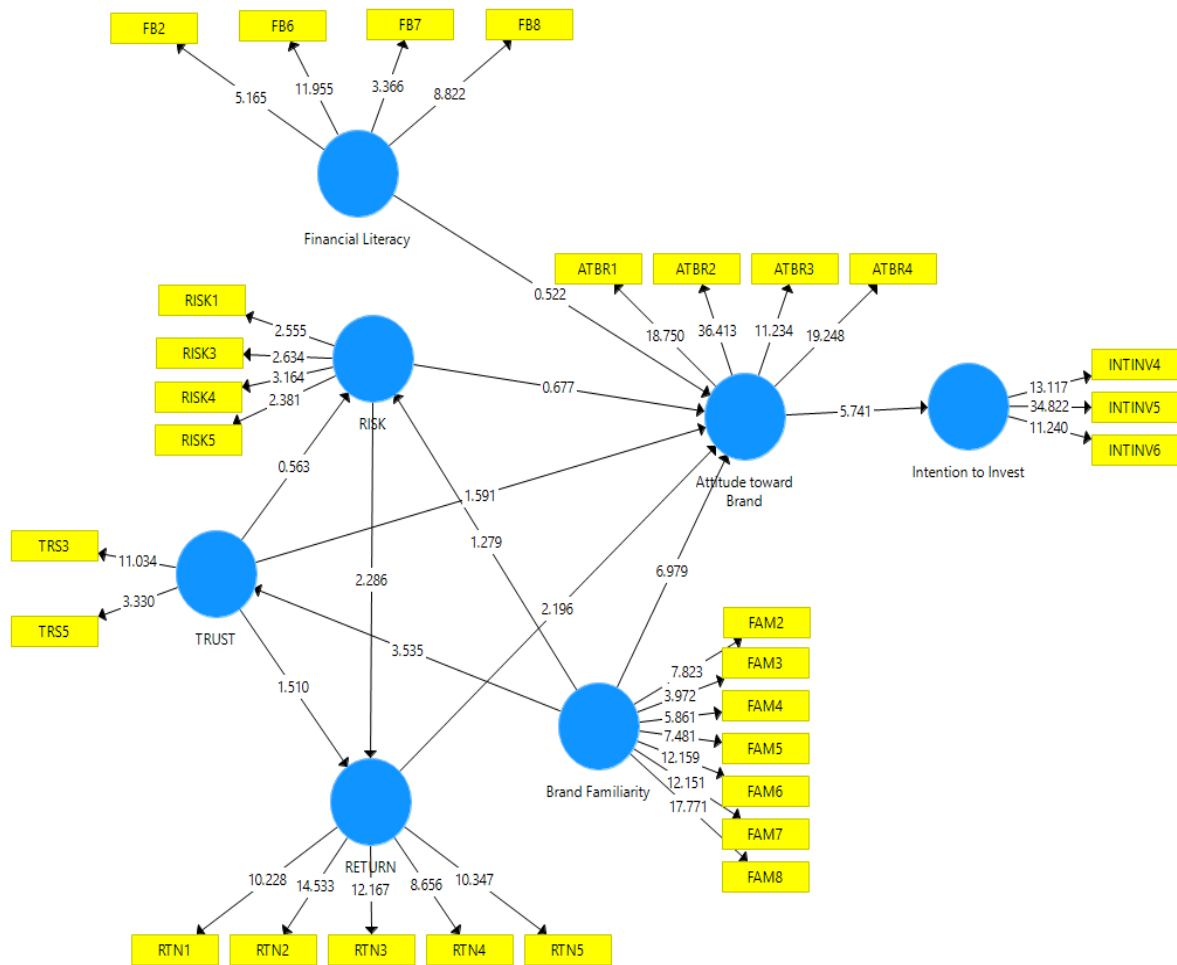 FB2
FB6
FB7
FB8
5.165
11.955
3.366
8.822
Financial Literacy
0.522
ATBR1
ATBR2
ATBR3
ATBR4
18.750
36.413
11.234
19.248
RISK1
RISK3
RISK4
RISK5
2.555
2.634
3.164
2.381
RISK
0.677
5.741
Attitude toward
Brand
INTINV4
INTINV5
INTINV6
13.117
34.822
11.240
Intention to Invest
0.563
1.591
1.279
2.286
2.196
6.979
TRS3
TRS5
11.034
3.330
TRUST
3.535
1.510
FAM2
FAM3
FAM4
FAM5
FAM6
FAM7
FAM8
7.823
3.972
5.861
7.481
12.159
12.151
17.771
Brand Familiarity
RETURN
10.228
14.533
12.167
8.656
10.347
RTN1
RTN2
RTN3
RTN4
RTN5